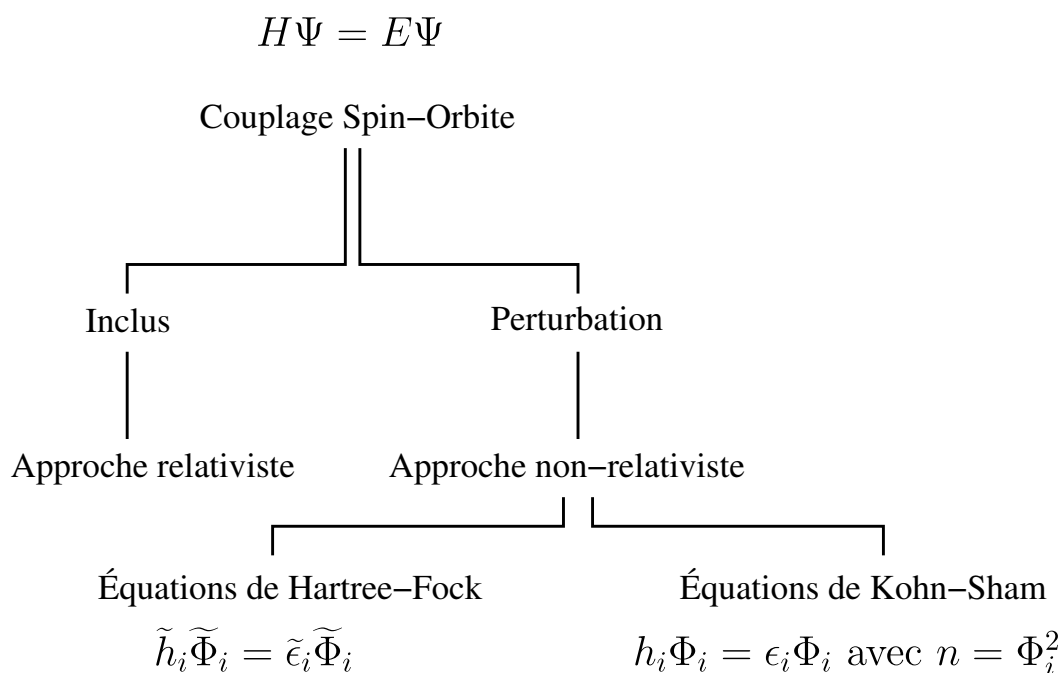 HΨ = EΨ
Couplage Spin−Orbite
Inclus
Perturbation
Approche relativiste
Approche non−relativiste
Équations de Hartree−Fock
Équations de Kohn−Sham
h̃ᵢΦ̃ᵢ = ϵ̃ᵢΦ̃ᵢ
hᵢΦᵢ = ϵᵢΦᵢ avec n = Φᵢ²